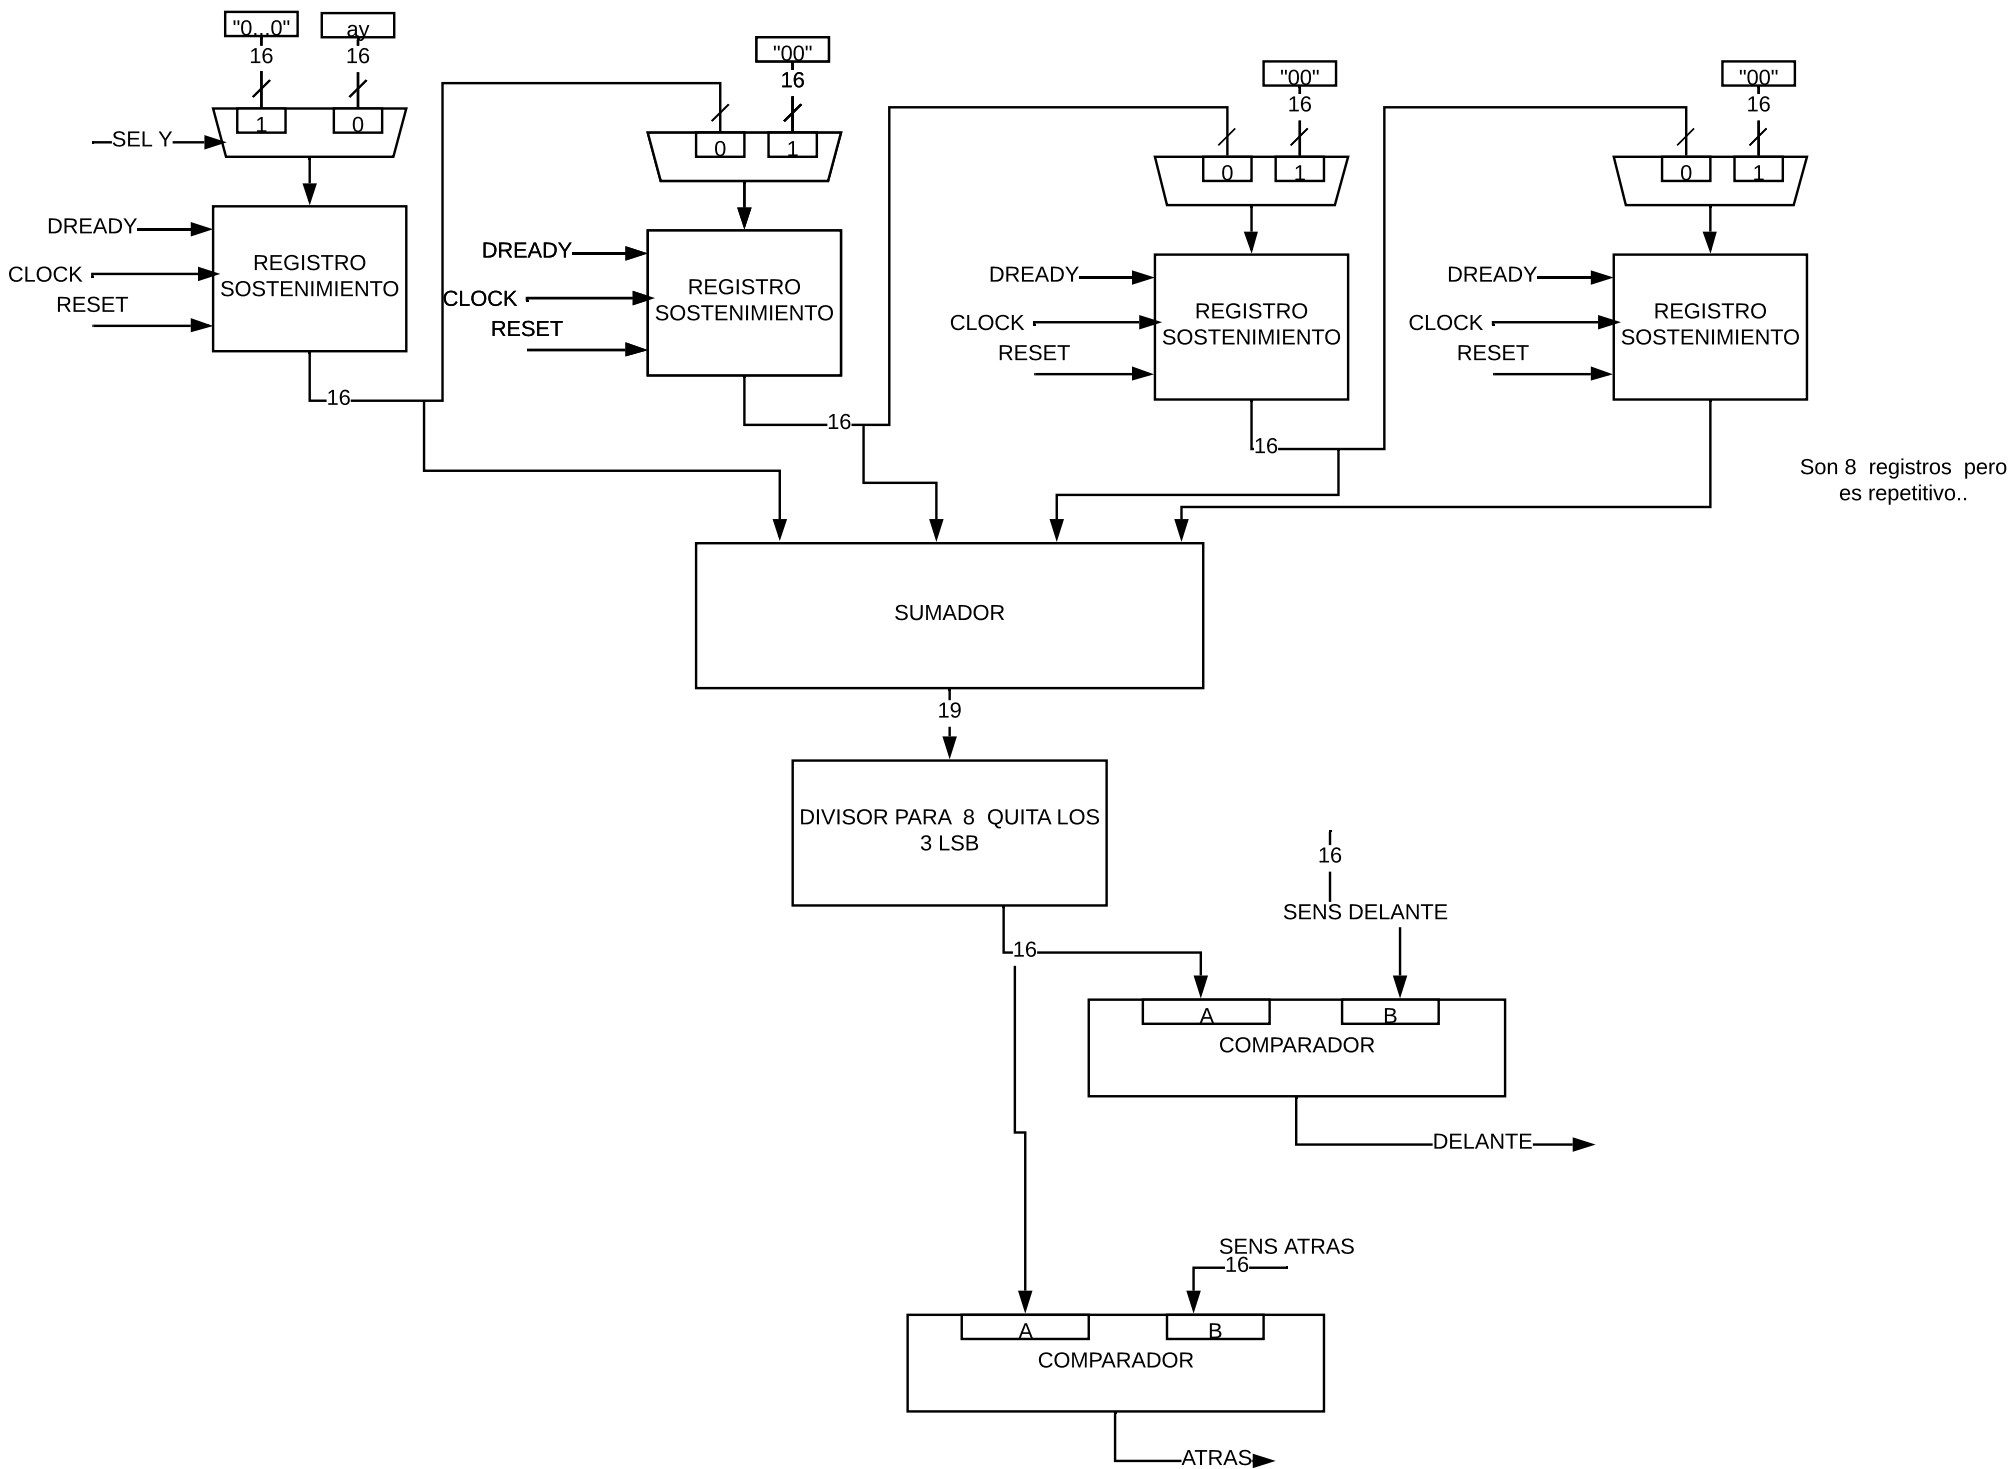 "0...0"
ay
16
16
1
0
SEL Y
DREADY
CLOCK
RESET
REGISTRO
SOSTENIMIENTO
16
"00"
16
0
1
DREADY
CLOCK
RESET
REGISTRO
SOSTENIMIENTO
16
"00"
16
0
1
DREADY
CLOCK
RESET
REGISTRO
SOSTENIMIENTO
16
"00"
16
0
1
DREADY
CLOCK
RESET
REGISTRO
SOSTENIMIENTO
Son 8 registros pero
es repetitivo..
SUMADOR
19
DIVISOR PARA 8 QUITA LOS
3 LSB
16
16
SENS DELANTE
A
B
COMPARADOR
DELANTE
SENS ATRAS
16
A
B
COMPARADOR
ATRAS